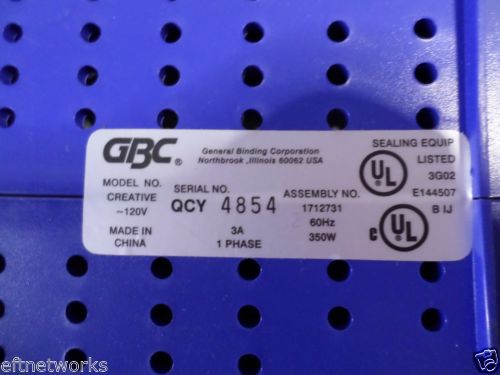 GBC®
General Binding Corporation
Northbrook ,Illinois 60062 USA
SEALING EQUIP
LISTED
3G02
E144507
UL
MODEL NO.
CREATIVE
~120V
MADE IN
CHINA
SERIAL NO.
QCY 4854
3A
1 PHASE
ASSEMBLY NO.
1712731
60Hz
350W
B IJ
c UL
eftnetworks